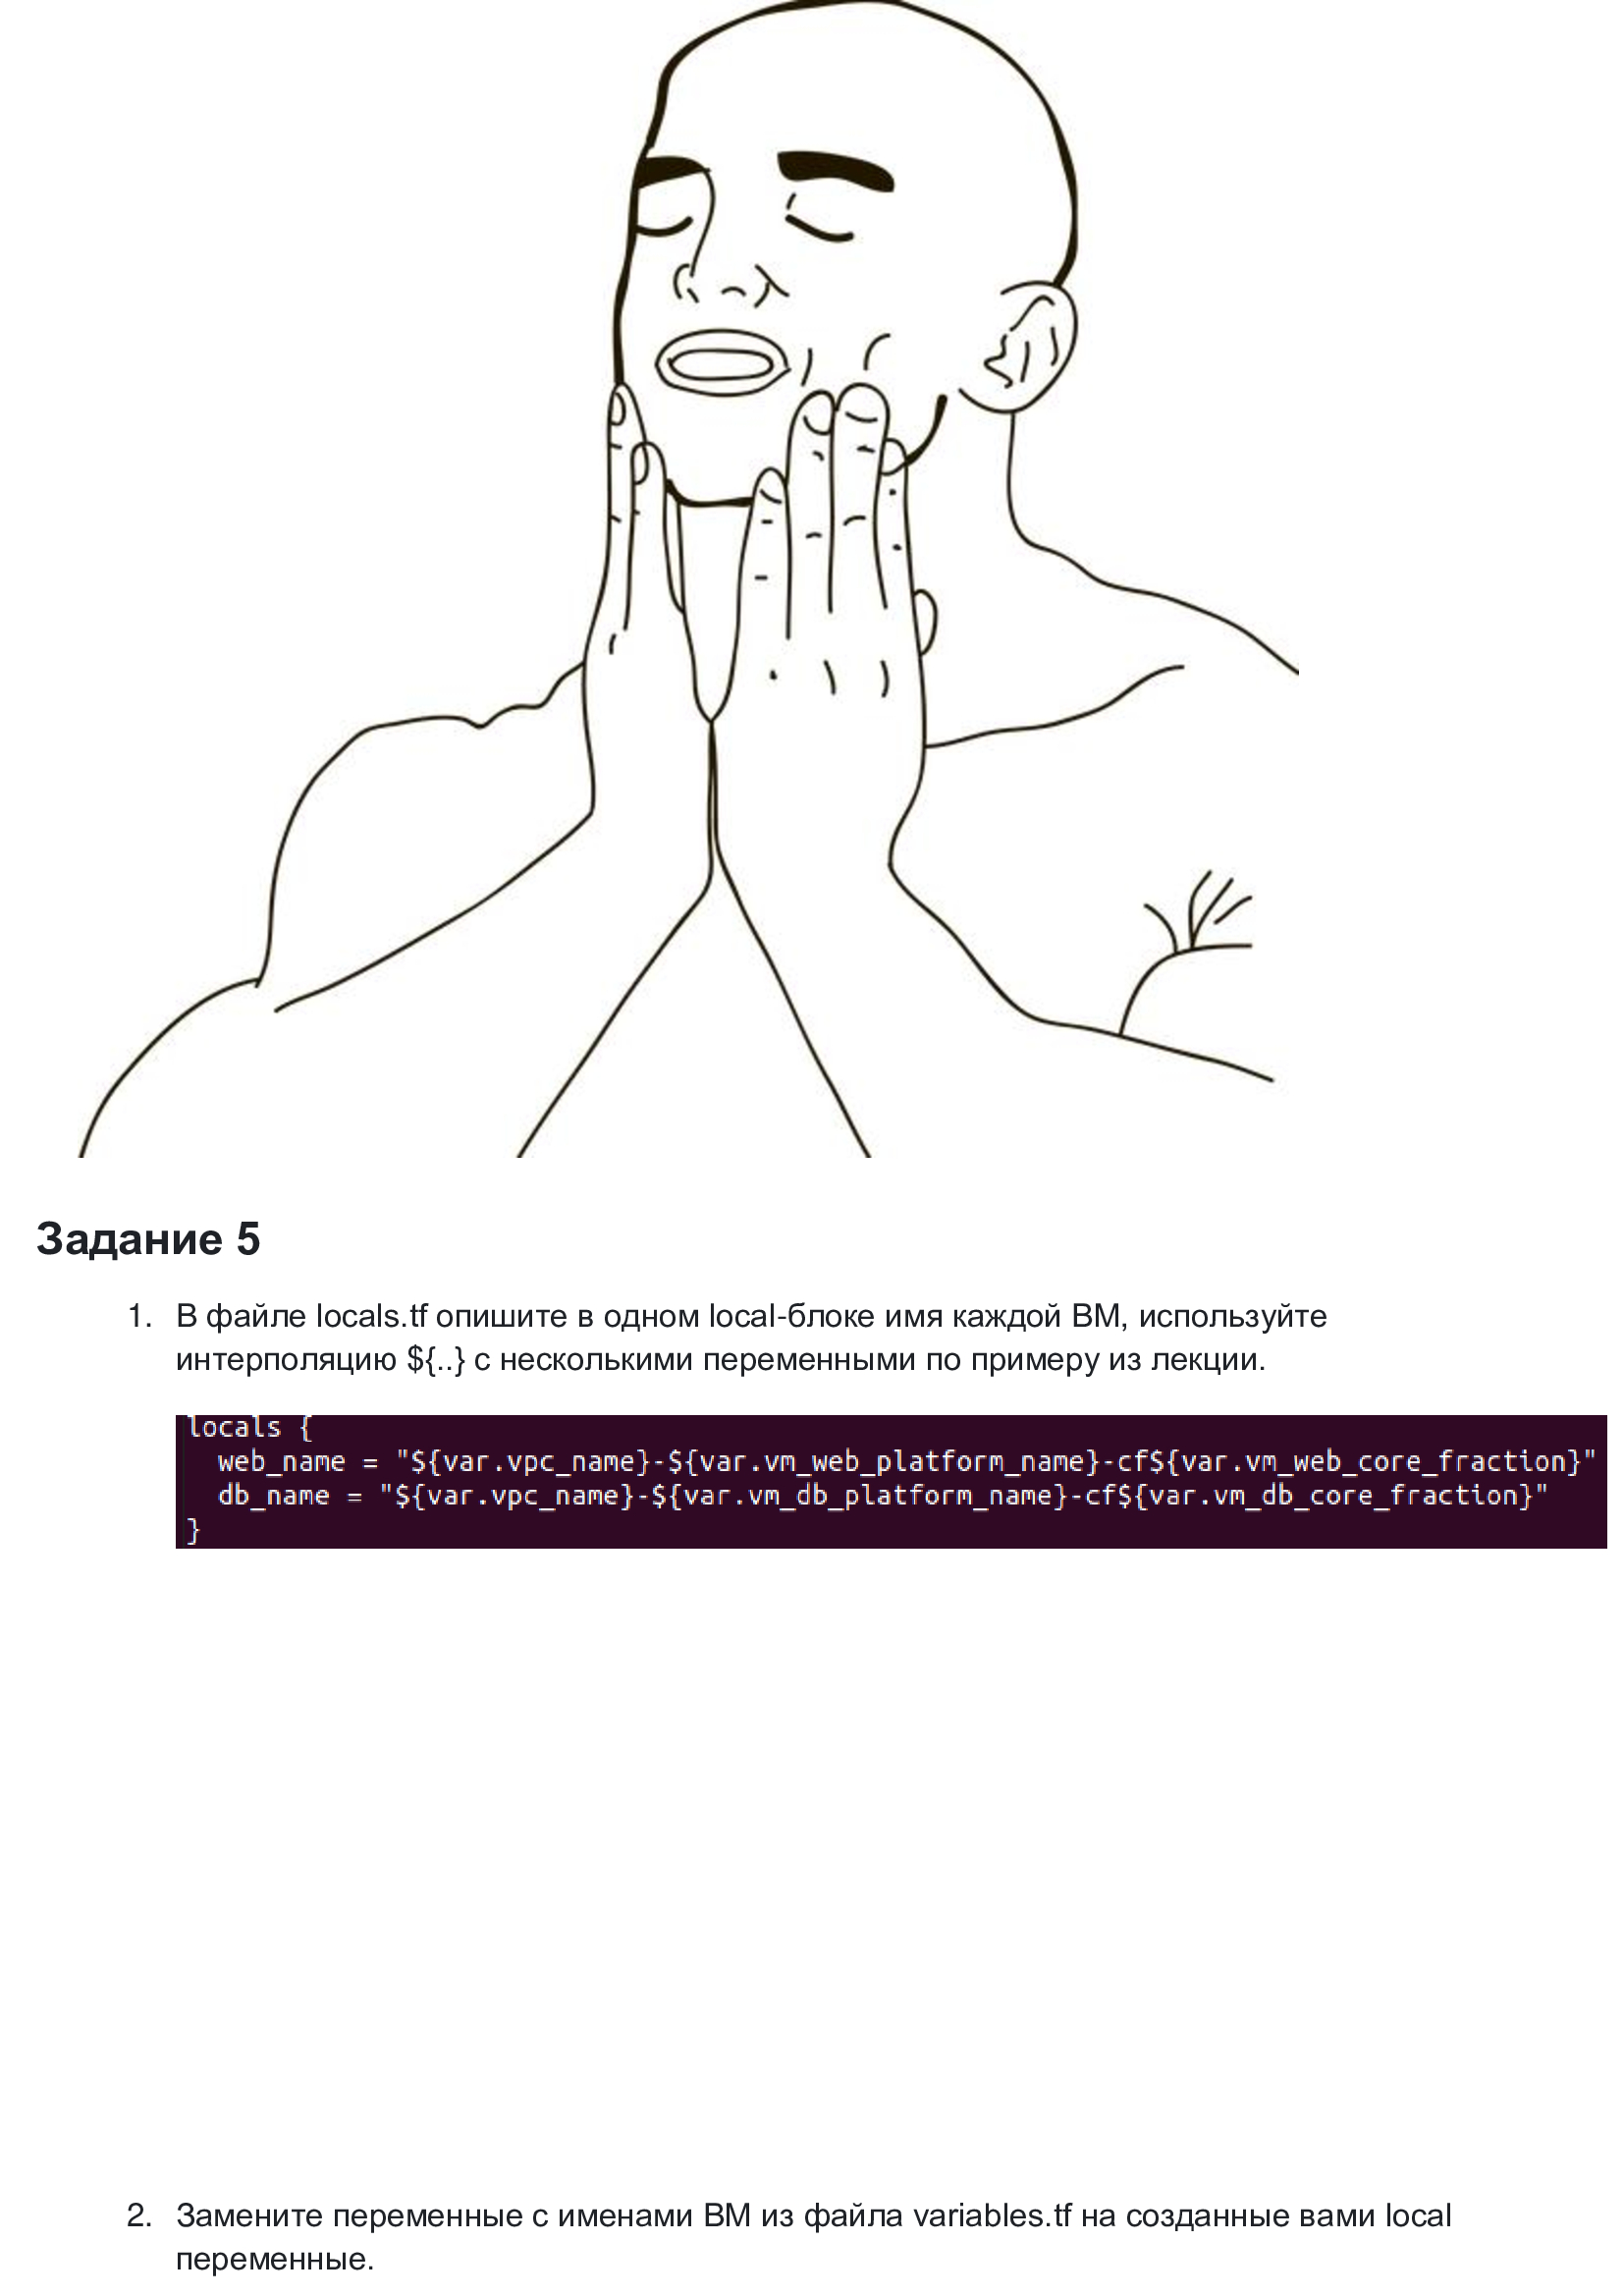 Задание 5
1. В файле locals.tf опишите в одном local-блоке имя каждой ВМ, используйте
интерполяцию ${..} с несколькими переменными по примеру из лекции.
locals {
  web_name = "${var.vpc_name}-${var.vm_web_platform_name}-cf${var.vm_web_core_fraction}"
  db_name = "${var.vpc_name}-${var.vm_db_platform_name}-cf${var.vm_db_core_fraction}"
}
2. Замените переменные с именами ВМ из файла variables.tf на созданные вами local
переменные.